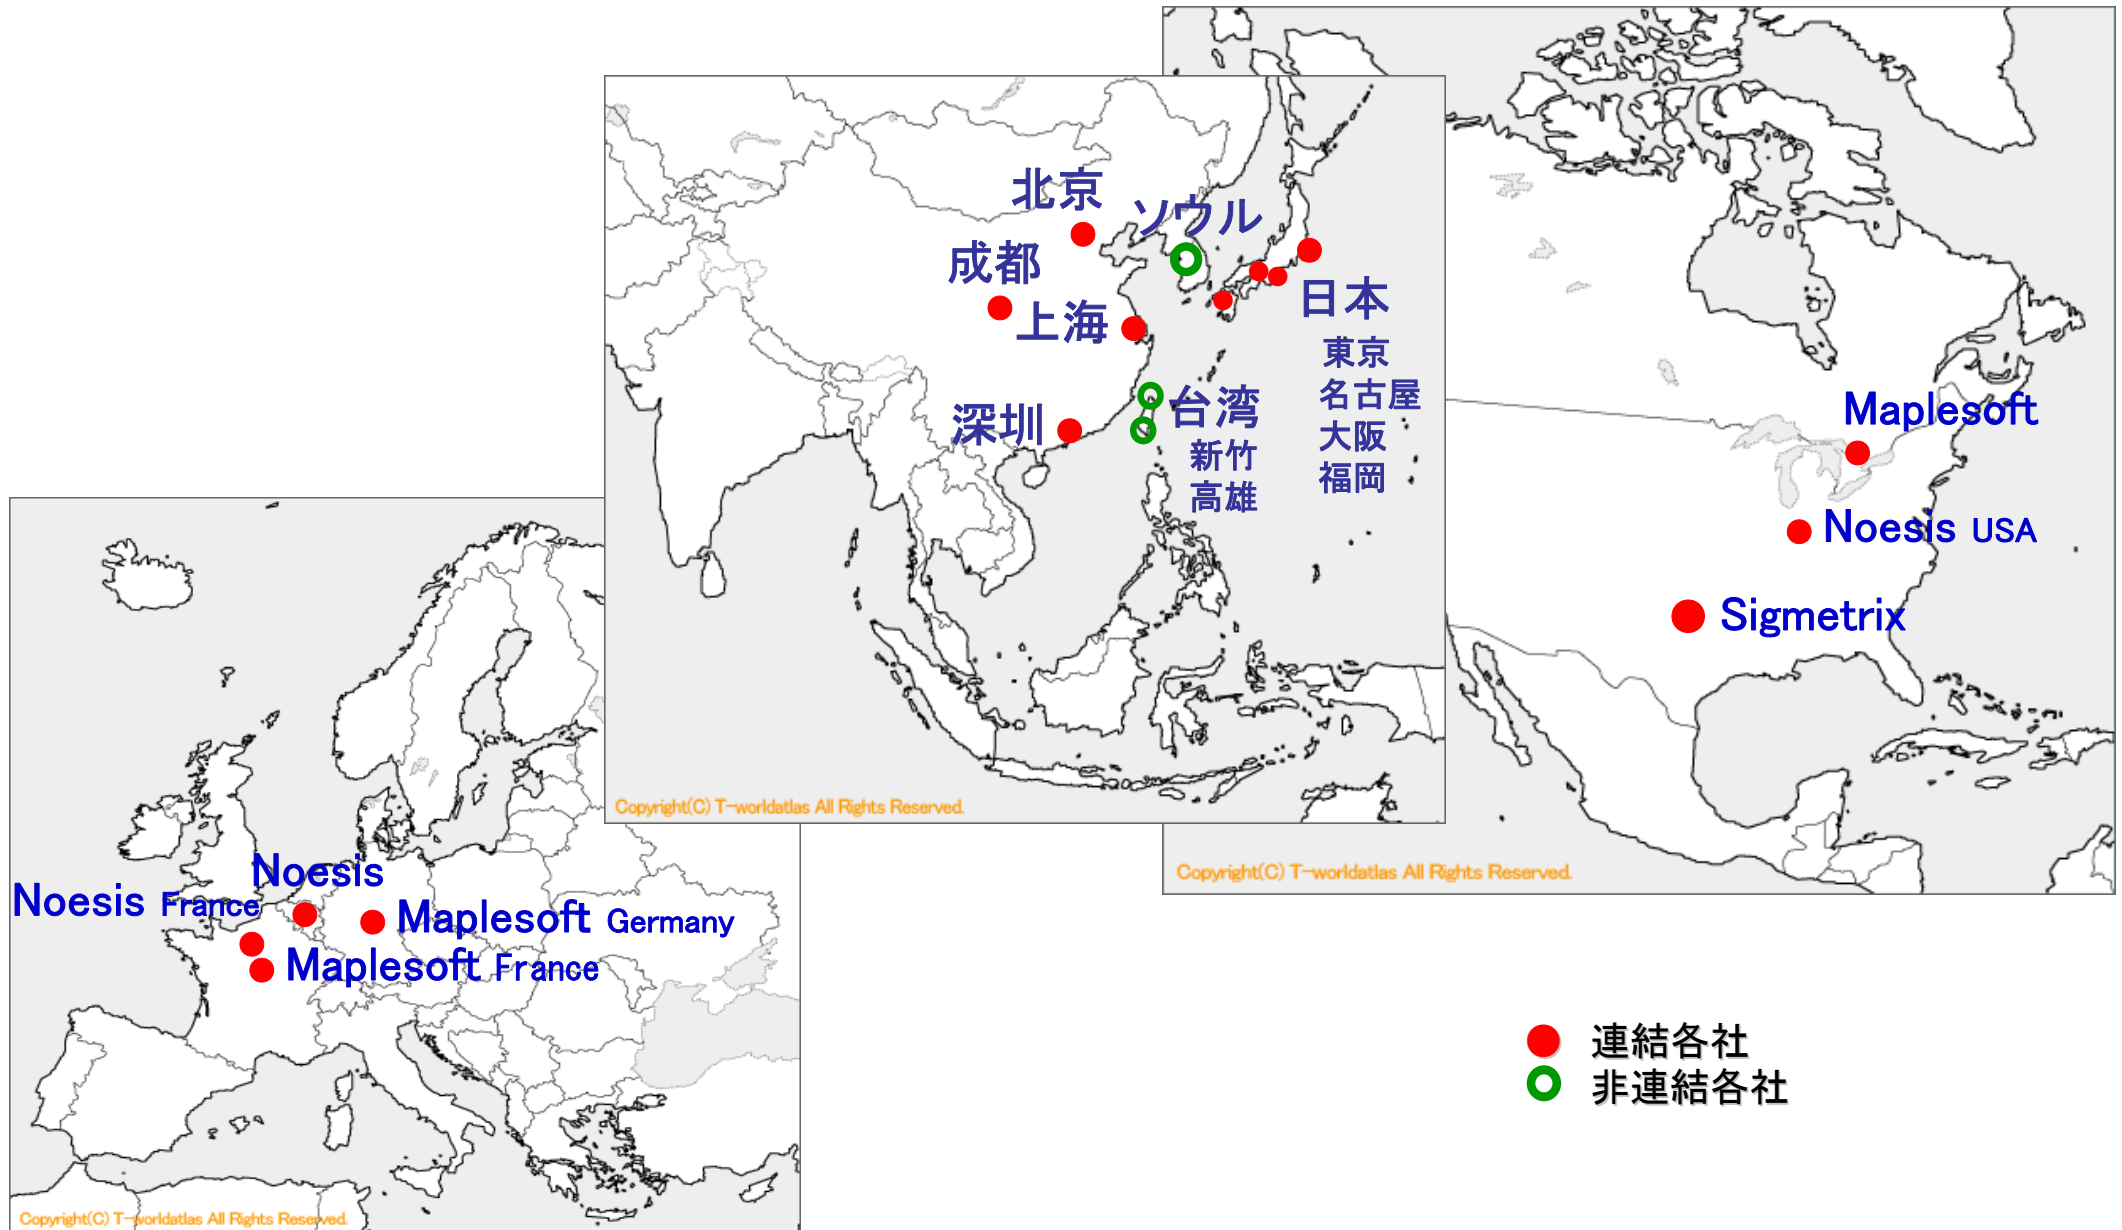 北京
ソウル
成都
上海
日本
東京
名古屋
大阪
福岡
深圳
台湾
新竹
高雄
Copyright(C) T-worldatlas All Rights Reserved.
Maplesoft
Noesis USA
Sigmetrix
Copyright(C) T-worldatlas All Rights Reserved.
Noesis
Noesis France
Maplesoft Germany
Maplesoft France
Copyright(C) T-worldatlas All Rights Reserved.
連結各社
非連結各社